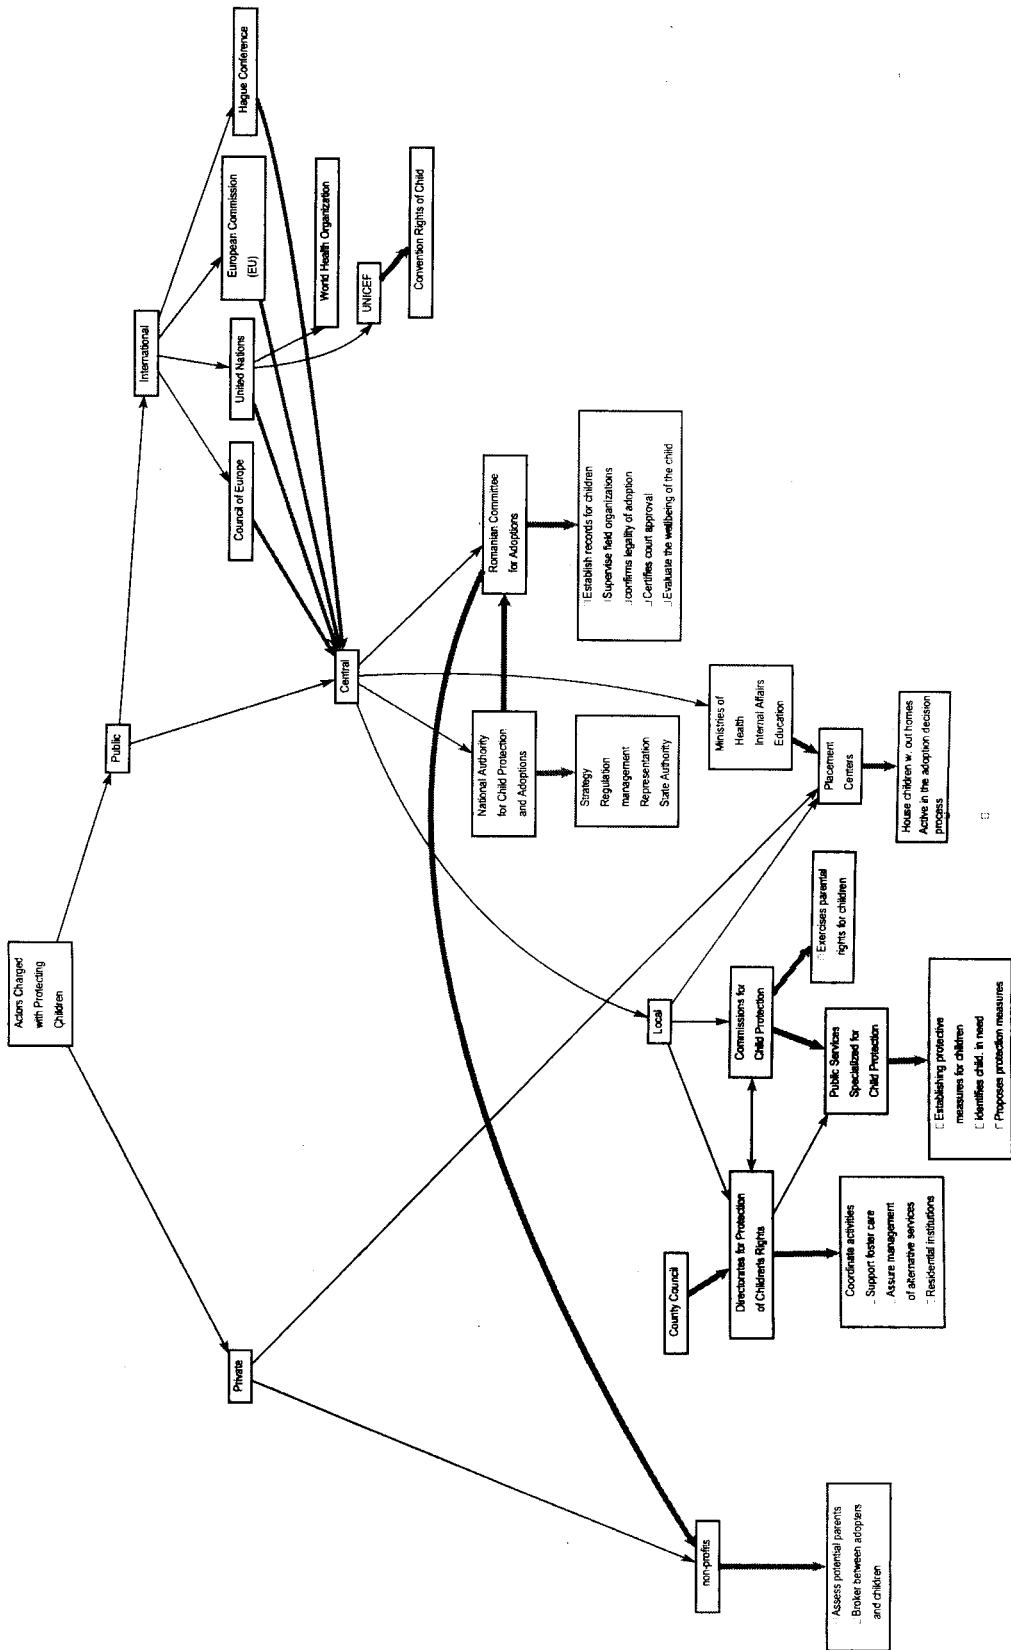 Actors Charged
with Protecting
Children
Private
Public
International
Hague Conference
European Commission
(EU)
United Nations
Council of Europe
World Health Organization
UNICEF
Convention Rights of Child
Central
Romanian Committee
for Adoptions
Establish records for children
Supervise field organizations
confirms legality of adoption
Certifies court approval
Evaluate the wellbeing of the child
National Authority
for Child Protection
and Adoptions
Strategy
Regulation
management
Representation
State Authority
Ministries of
Health
Internal Affairs
Education
Placement
Centers
House children w. out homes
Active in the adoption decision
process
Local
Commissions for
Child Protection
Exercises parental
rights for children
Public Services
Specialized for
Child Protection
Establishing protective
measures for children
identifies child. in need
Proposes protection measures
County Council
Directorates for Protection
of Children's Rights
Coordinate activities
Support foster care
Assure management
of alternative services
Residential institutions
non-profits
Assess potential parents
Broker between adopters
and children